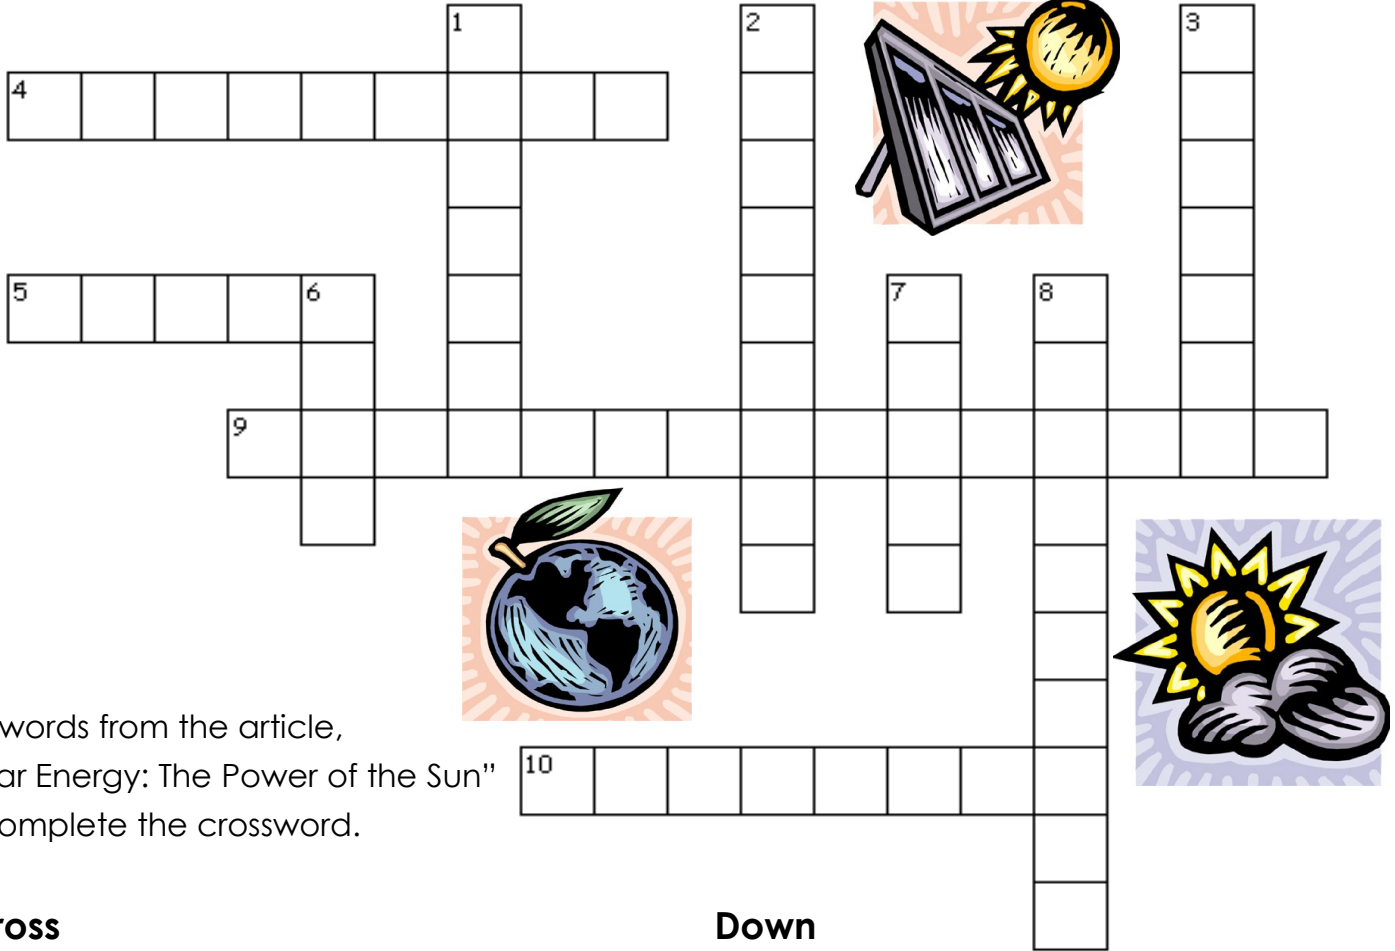 1
2
3
4
5
6
7
8
9
words from the article,
ar Energy: The Power of the Sun”
omplete the crossword.
10
ross
Down